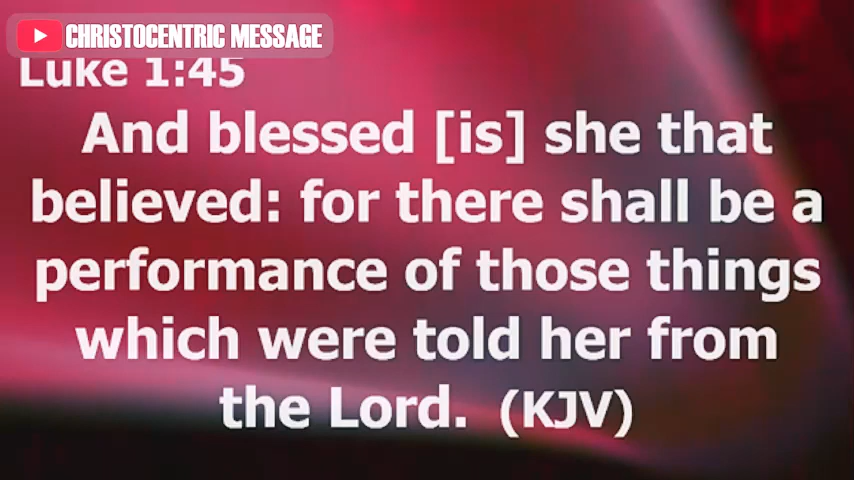 CHRISTOCENTRIC MESSAGE
Luke 1:45
And blessed [is] she that
believed: for there shall be a
performance of those things
which were told her from
the Lord. (KJV)